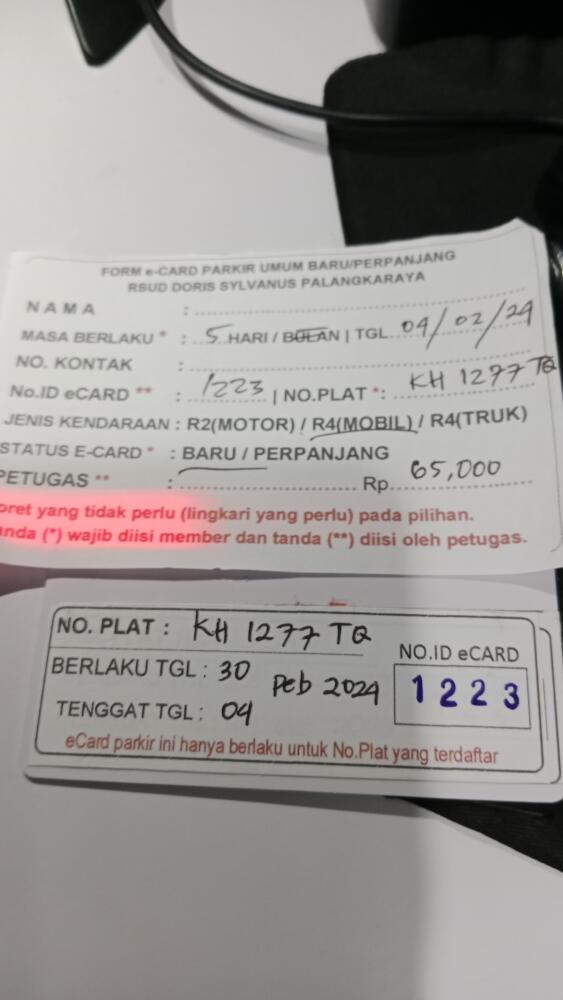 FORM e-CARD PARKIR UMUM BARU/PERPANJANG
RSUD DORIS SYLVANUS PALANGKARAYA
NAMA :
MASA BERLAKU * : 5 HARI / BULAN | TGL 04/02/24
NO. KONTAK :
No.ID eCARD ** : 1223 | NO.PLAT *: KH 1277 TQ
JENIS KENDARAAN : R2(MOTOR) / R4(MOBIL) / R4(TRUK)
STATUS E-CARD * : BARU / PERPANJANG
PETUGAS ** : Rp. 65,000
oret yang tidak perlu (lingkari yang perlu) pada pilihan.
anda (*) wajib diisi member dan tanda (**) diisi oleh petugas.
NO. PLAT : KH 1277 TQ
BERLAKU TGL : 30
Peb 2024
TENGGAT TGL : 04
NO.ID eCARD
1223
eCard parkir ini hanya berlaku untuk No.Plat yang terdaftar